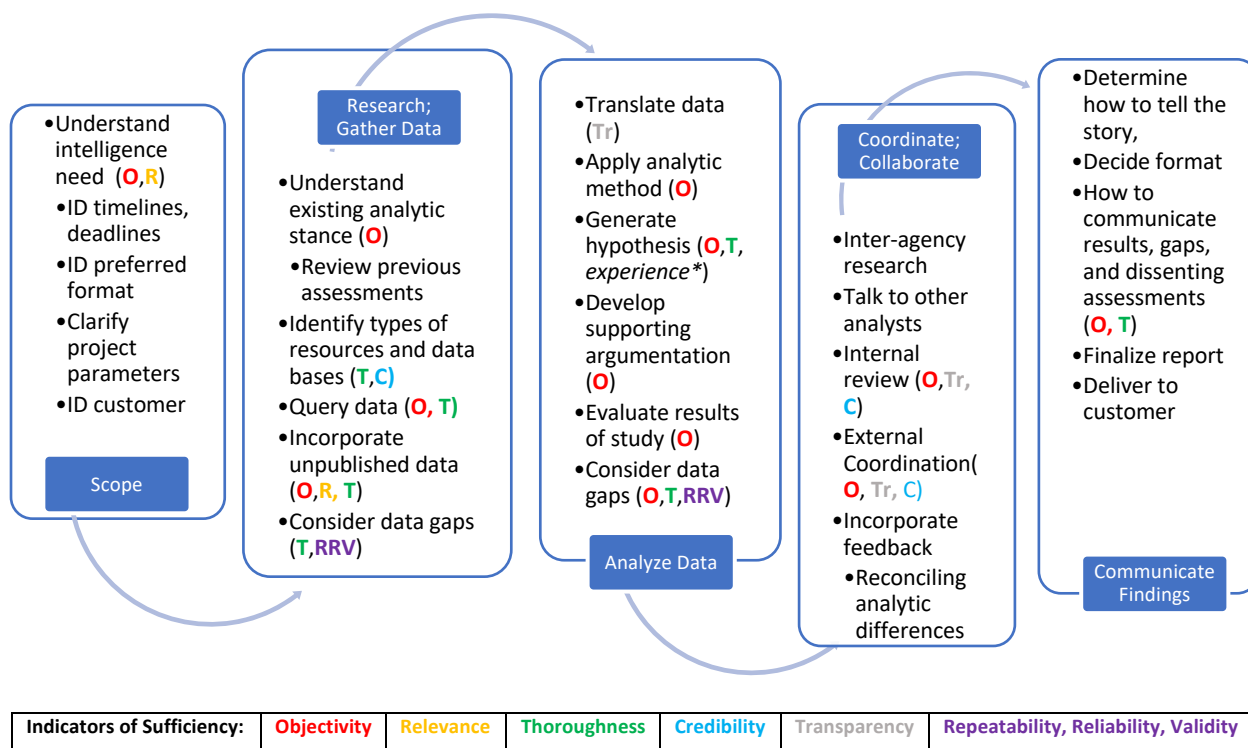 •Understand
intelligence
need (O,R)
•ID timelines,
deadlines
•ID preferred
format
•Clarify
project
parameters
•ID customer
Scope
Research;
Gather Data
•Understand
existing analytic
stance (O)
•Review previous
assessments
•Identify types of
resources and data
bases (T,C)
•Query data (O, T)
•Incorporate
unpublished data
(O,R, T)
•Consider data gaps
(T,RRV)
•Translate data
(Tr)
•Apply analytic
method (O)
•Generate
hypothesis (O,T,
experience*)
•Develop
supporting
argumentation
(O)
•Evaluate results
of study (O)
•Consider data
gaps (O,T,RRV)
Analyze Data
Coordinate;
Collaborate
•Inter-agency
research
•Talk to other
analysts
•Internal
review (O,Tr,
C)
•External
Coordination(
O, Tr, C)
•Incorporate
feedback
•Reconciling
analytic
differences
•Determine
how to tell the
story,
•Decide format
•How to
communicate
results, gaps,
and dissenting
assessments
(O, T)
•Finalize report
•Deliver to
customer
Communicate
Findings
Indicators of Sufficiency: Objectivity Relevance Thoroughness Credibility Transparency Repeatability, Reliability, Validity